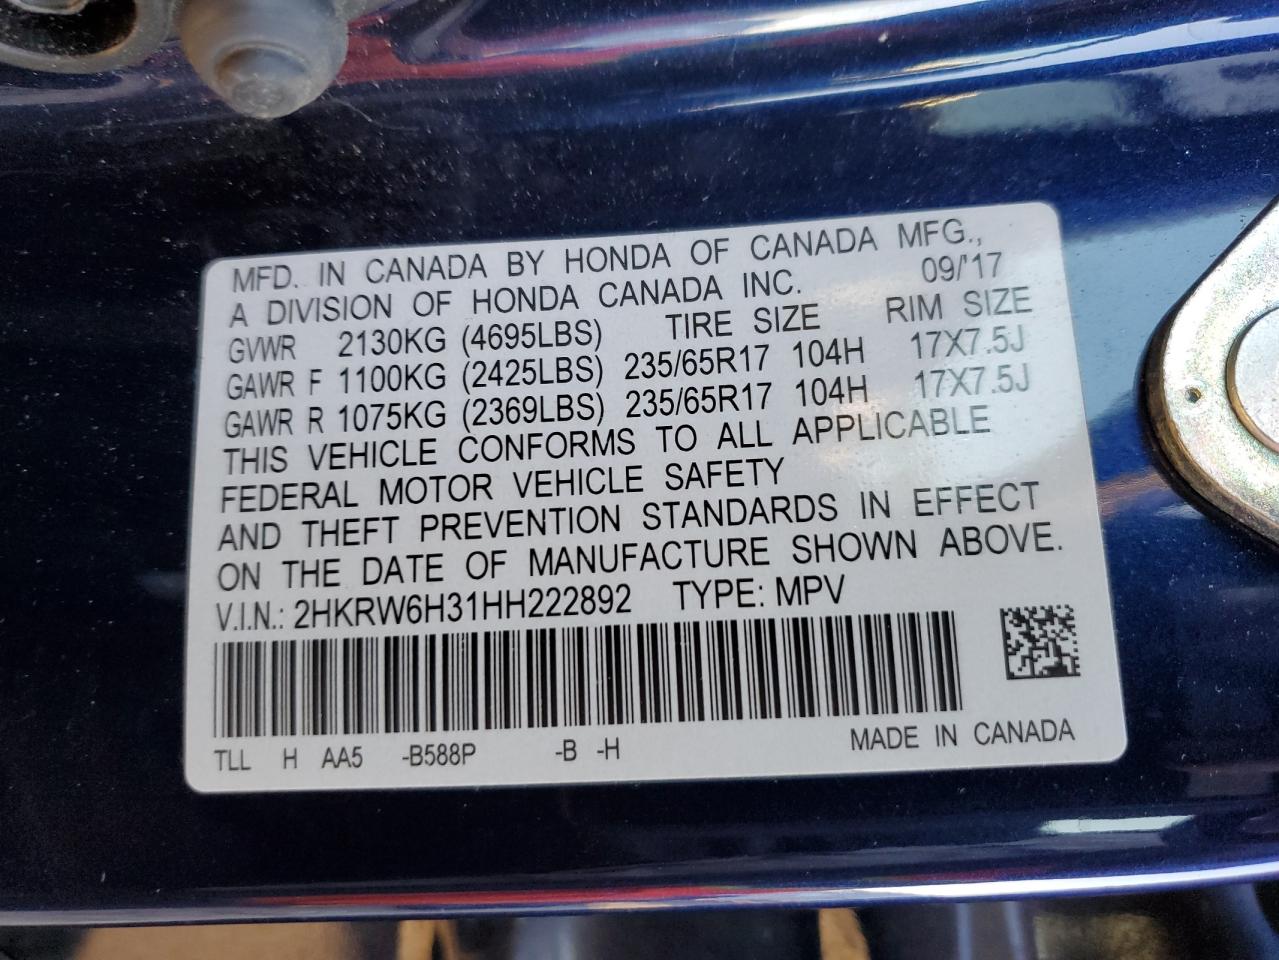 MFD. IN CANADA BY HONDA OF CANADA MFG.,
A DIVISION OF HONDA CANADA INC. 09/'17
GVWR 2130KG (4695LBS) TIRE SIZE RIM SIZE
GAWR F 1100KG (2425LBS) 235/65R17 104H 17X7.5J
GAWR R 1075KG (2369LBS) 235/65R17 104H 17X7.5J
THIS VEHICLE CONFORMS TO ALL APPLICABLE
FEDERAL MOTOR VEHICLE SAFETY
AND THEFT PREVENTION STANDARDS IN EFFECT
ON THE DATE OF MANUFACTURE SHOWN ABOVE.
V.I.N.: 2HKRW6H31HH222892 TYPE: MPV
TLL H AA5 -B588P -B -H MADE IN CANADA